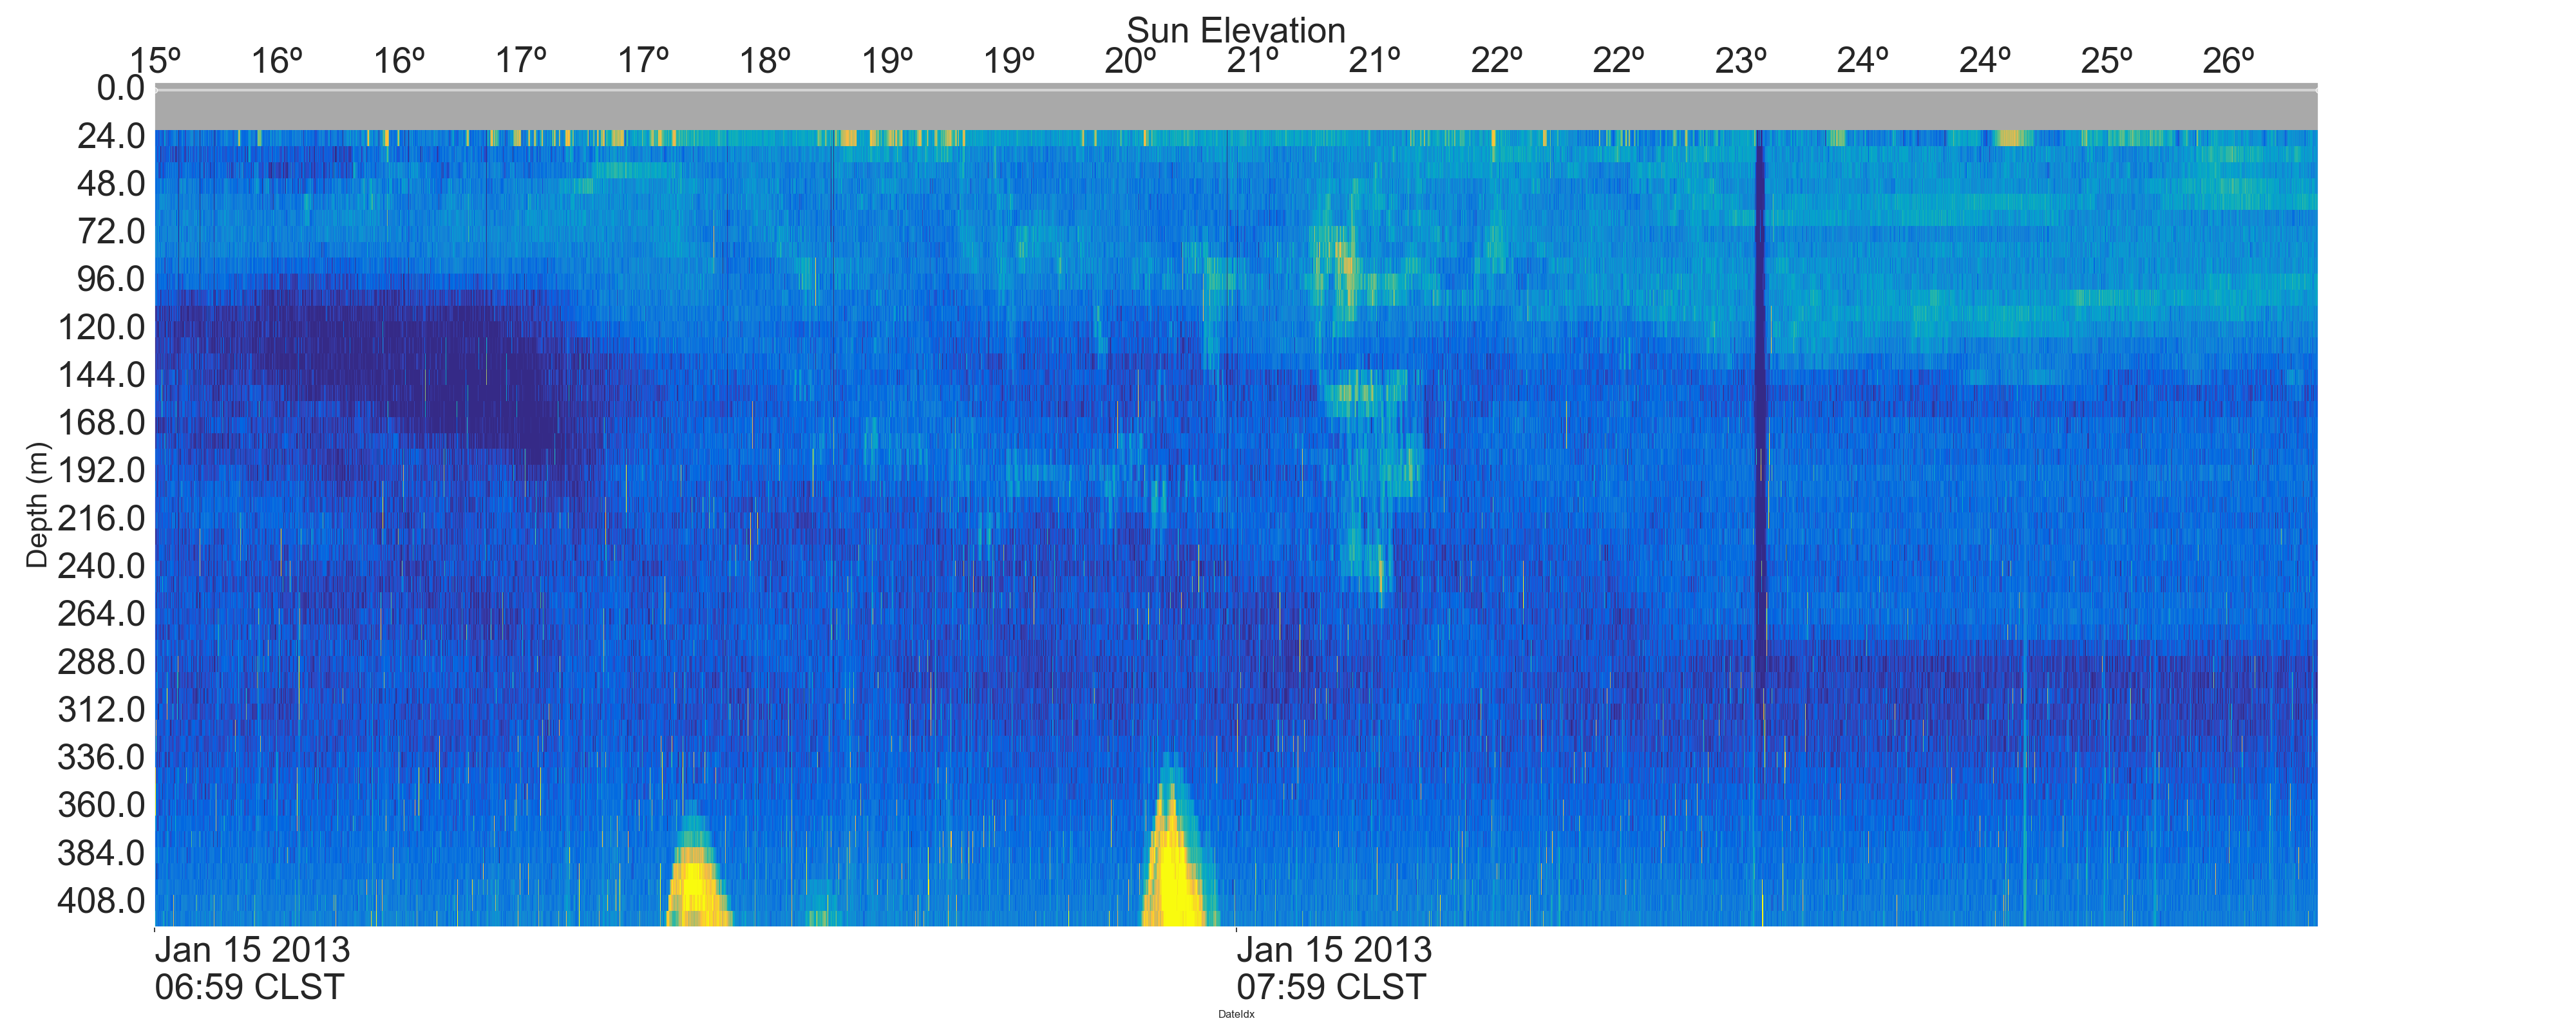 Sun Elevation
15º 16º 16º 17º 17º 18º 19º 19º 20º 21º 21º 22º 22º 23º 24º 24º 25º 26º
0.0
24.0
48.0
72.0
96.0
120.0
144.0
168.0
192.0
216.0
240.0
264.0
288.0
312.0
336.0
360.0
384.0
408.0
Depth (m)
Jan 15 2013
06:59 CLST
Jan 15 2013
07:59 CLST
DateIdx